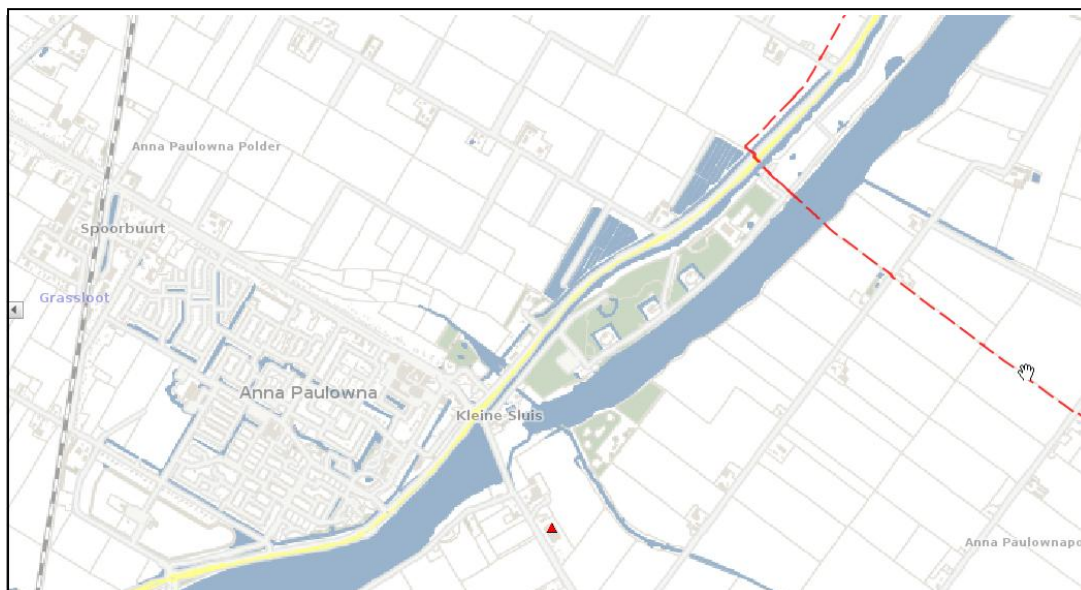 Anna Paulowna Polder
Spoorbuurt
Grassloot
Anna Paulowna
Kleine Sluis
Anna Paulownapo